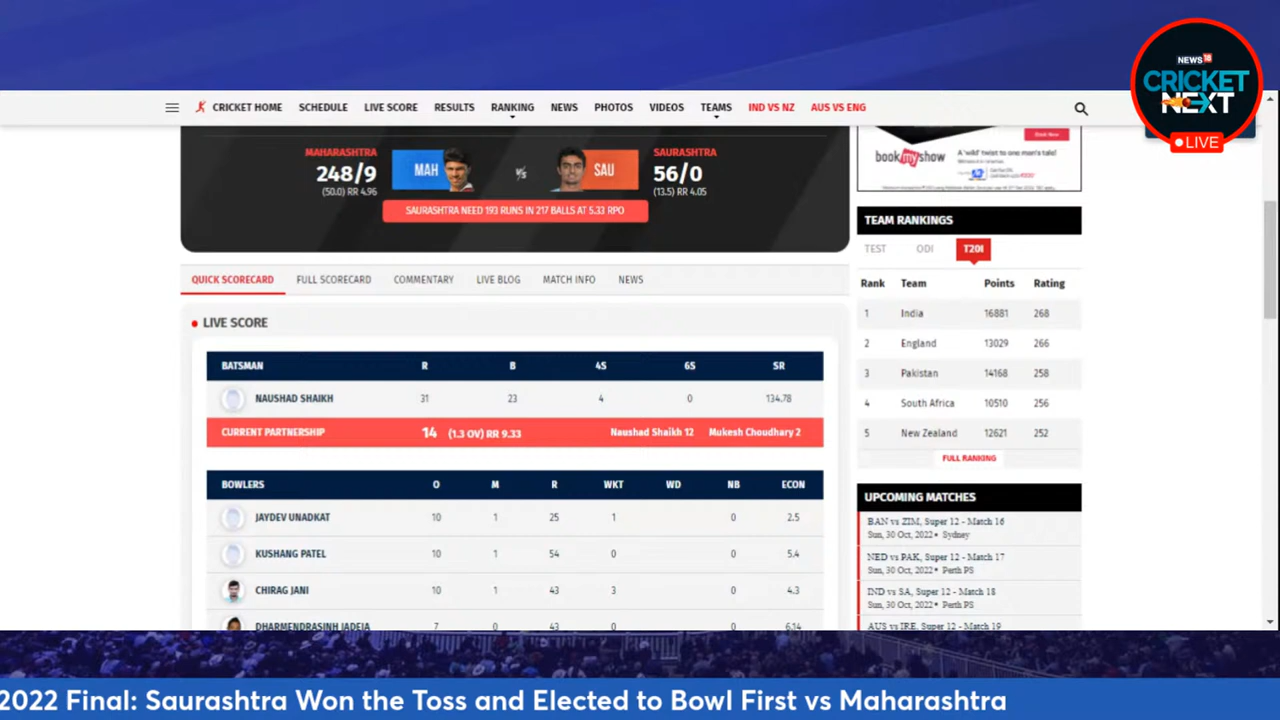 NEWS18
CRICKET
NEXT
LIVE
CRICKET HOME SCHEDULE LIVE SCORE RESULTS RANKING NEWS PHOTOS VIDEOS TEAMS IND VS NZ AUS VS ENG
MAHARASHTRA
248/9
(50.0) RR 4.96
MAH
V/S
SAU
SAURASHTRA
56/0
(13.5) RR 4.05
SAURASHTRA NEED 193 RUNS IN 217 BALLS AT 5.33 RPO
Book Now
bookmyshow
A 'wild' twist to one man's tale!
QUICK SCORECARD FULL SCORECARD COMMENTARY LIVE BLOG MATCH INFO NEWS
LIVE SCORE
BATSMAN R B 4S 6S SR
NAUSHAD SHAIKH 31 23 4 0 134.78
CURRENT PARTNERSHIP 14 (1.3 OV) RR 9.33 Naushad Shaikh 12 Mukesh Choudhary 2
BOWLERS O M R WKT WD NB ECON
JAYDEV UNADKAT 10 1 25 1 0 2.5
KUSHANG PATEL 10 1 54 0 0 5.4
CHIRAG JANI 10 1 43 3 0 4.3
DHARMENDRASINH JADEJA 7 0 43 0 0 6.14
TEAM RANKINGS
TEST ODI T20I
Rank Team Points Rating
1 India 16881 268
2 England 13029 266
3 Pakistan 14168 258
4 South Africa 10510 256
5 New Zealand 12621 252
FULL RANKING
UPCOMING MATCHES
BAN vs ZIM, Super 12 - Match 16
Sun, 30 Oct, 2022• Sydney
NED vs PAK, Super 12 - Match 17
Sun, 30 Oct, 2022• Perth PS
IND vs SA, Super 12 - Match 18
Sun, 30 Oct, 2022• Perth PS
AUS vs IRE, Super 12 - Match 19
2022 Final: Saurashtra Won the Toss and Elected to Bowl First vs Maharashtra